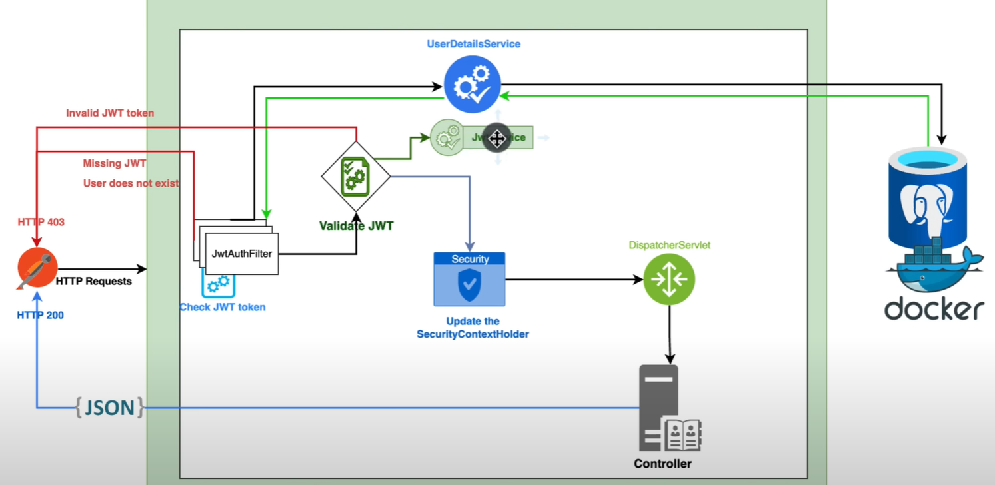 UserDetailsService
Invalid JWT token
Missing JWT
User does not exist
Validate JWT
HTTP 403
JwtAuthFilter
HTTP Requests
Check JWT token
HTTP 200
Security
Update the
SecurityContextHolder
DispatcherServlet
docker
{JSON}
Controller